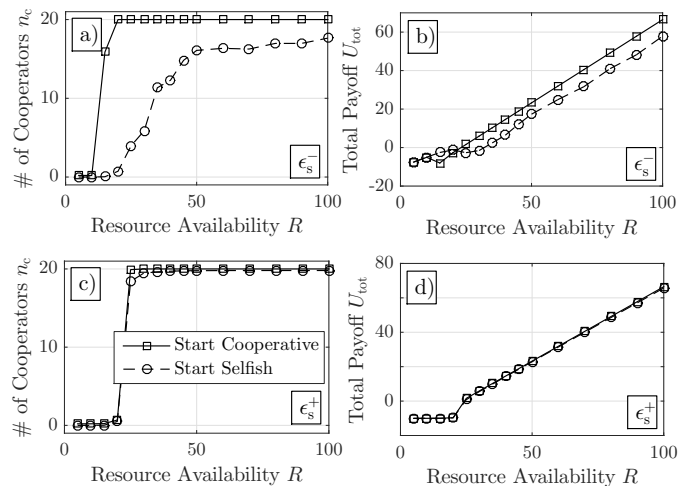 a)
# of Cooperators n_c
20
10
0
ϵ_s^-
0 50 100
Resource Availability R
b)
Total Payoff U_tot
60
40
20
0
-20
ϵ_s^-
0 50 100
Resource Availability R
c)
# of Cooperators n_c
20
10
0
Start Cooperative
Start Selfish
ϵ_s^+
0 50 100
Resource Availability R
d)
Total Payoff U_tot
80
40
0
ϵ_s^+
0 50 100
Resource Availability R